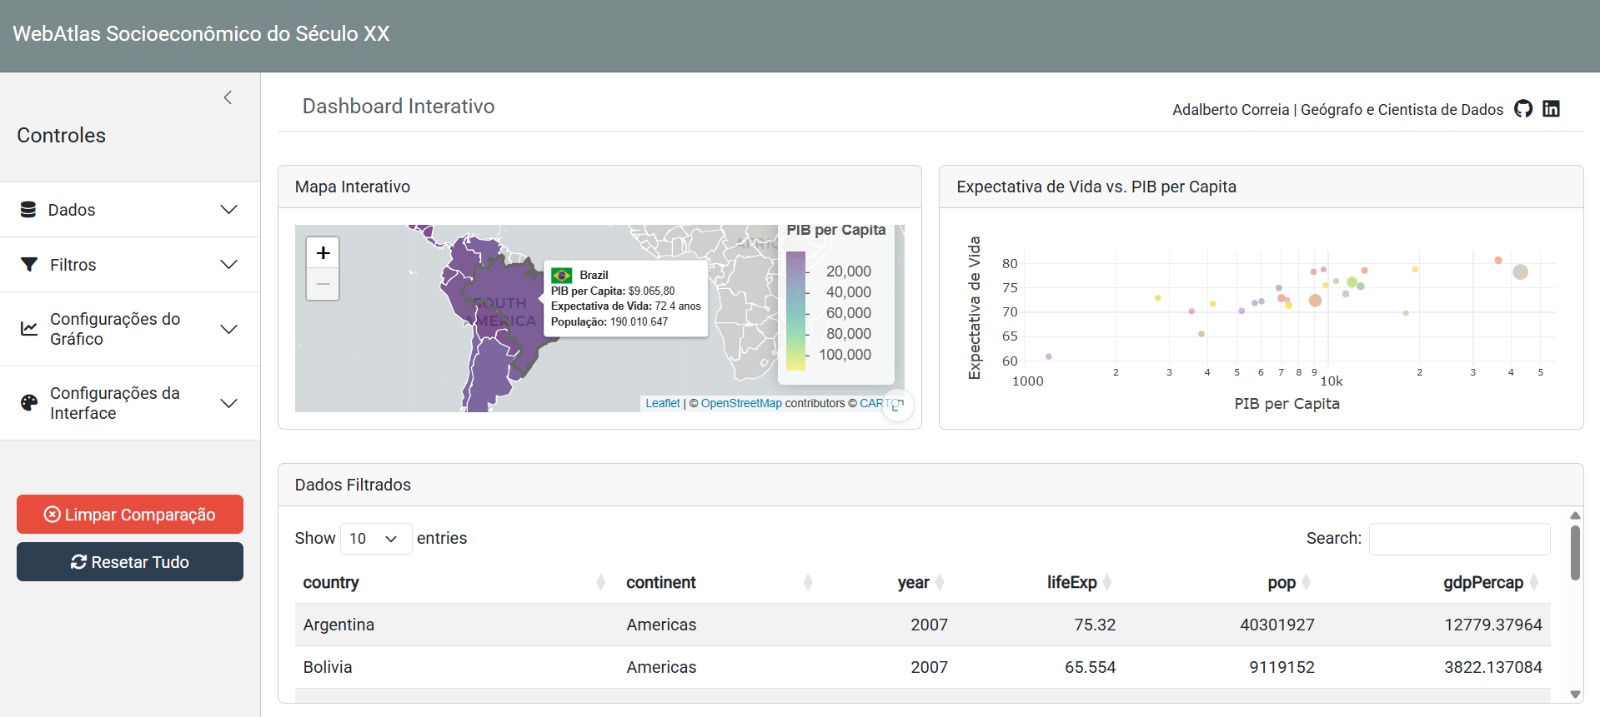 WebAtlas Socioeconômico do Século XX
Controles
Dados
Filtros
Configurações do
Gráfico
Configurações da
Interface
Limpar Comparação
Resetar Tudo
Dashboard Interativo
Adalberto Correia | Geógrafo e Cientista de Dados
Mapa Interativo
+
−
SOUTH
AMERICA
AFRICA
Brazil
PIB per Capita: $9.065,80
Expectativa de Vida: 72.4 anos
População: 190.010.647
PIB per Capita
20,000
40,000
60,000
80,000
100,000
Leaflet | © OpenStreetMap contributors © CARTO
Expectativa de Vida vs. PIB per Capita
Expectativa de Vida
80
75
70
65
60
1000 2 3 4 5 6 7 8 9 10k 2 3 4 5
PIB per Capita
Dados Filtrados
Show 10 entries
Search:
country continent year lifeExp pop gdpPercap
Argentina Americas 2007 75.32 40301927 12779.37964
Bolivia Americas 2007 65.554 9119152 3822.137084